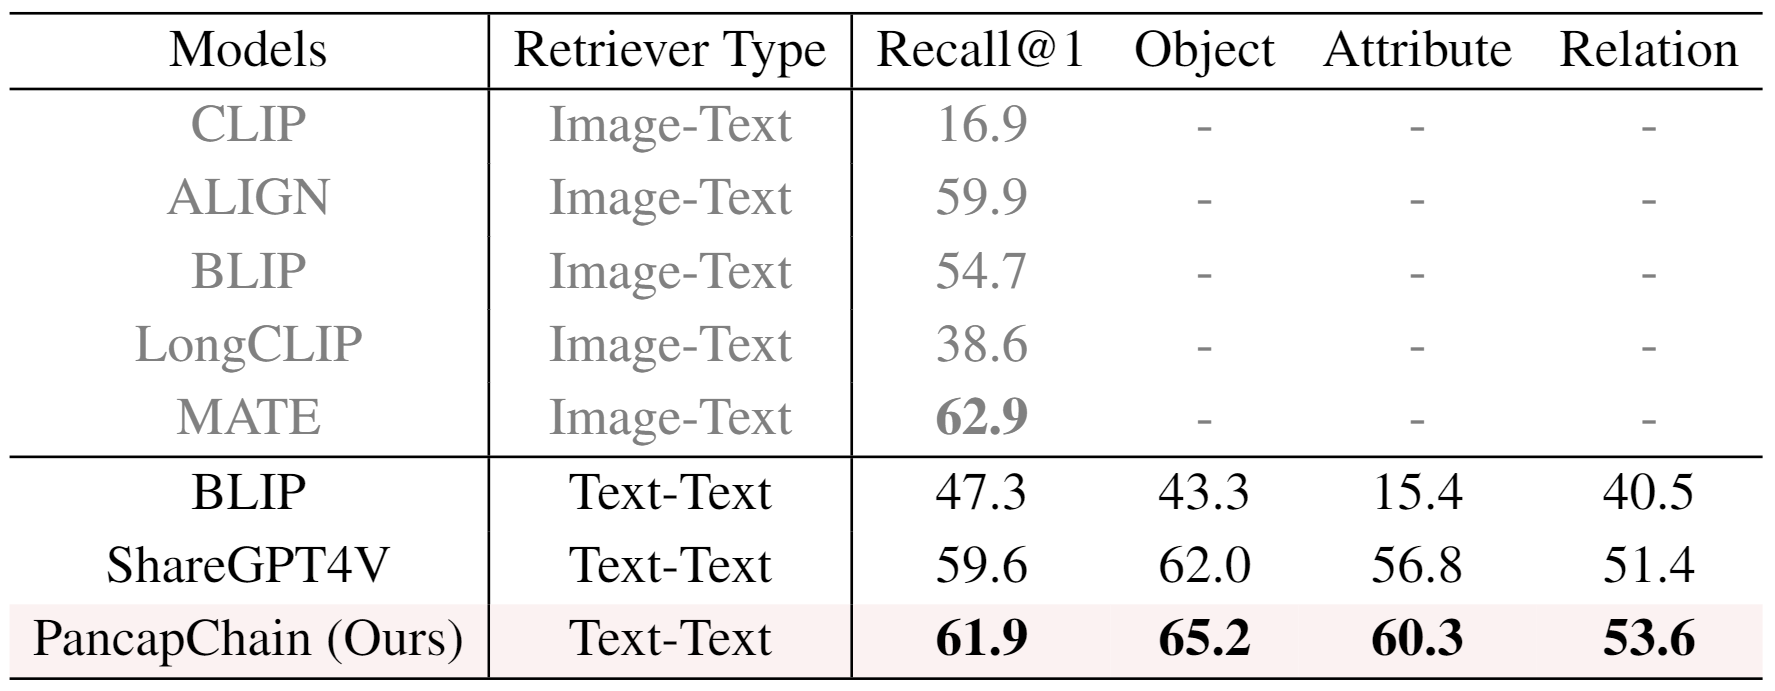 Models Retriever Type Recall@1 Object Attribute Relation
CLIP Image-Text 16.9 - - -
ALIGN Image-Text 59.9 - - -
BLIP Image-Text 54.7 - - -
LongCLIP Image-Text 38.6 - - -
MATE Image-Text 62.9 - - -
BLIP Text-Text 47.3 43.3 15.4 40.5
ShareGPT4V Text-Text 59.6 62.0 56.8 51.4
PancapChain (Ours) Text-Text 61.9 65.2 60.3 53.6